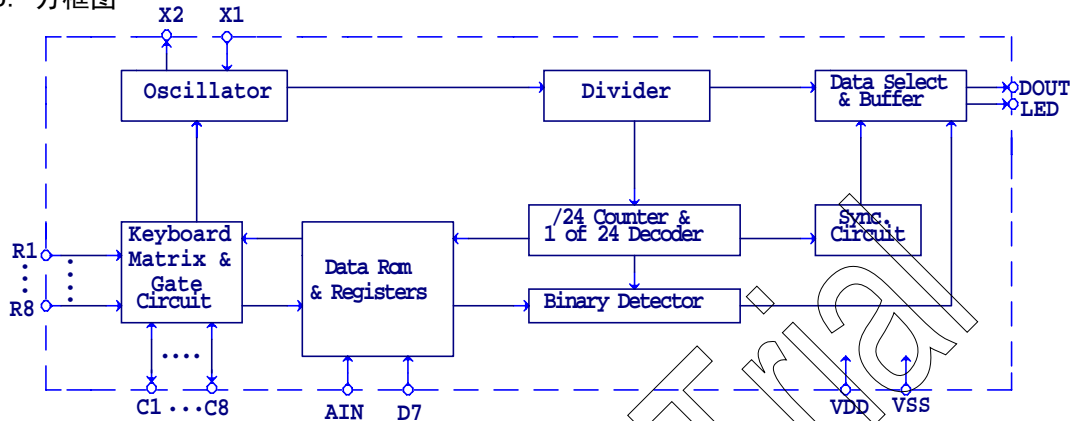 方框图
X2 X1
Oscillator
Divider
Data Select
& Buffer
DOUT
LED
Keyboard
Matrix &
Gate
Circuit
Data Rom
& Registers
/24 Counter &
1 of 24 Decoder
Sync.
Circuit
Binary Detector
R1
R8
C1 ...C8
AIN
D7
VDD
VSS
Trial